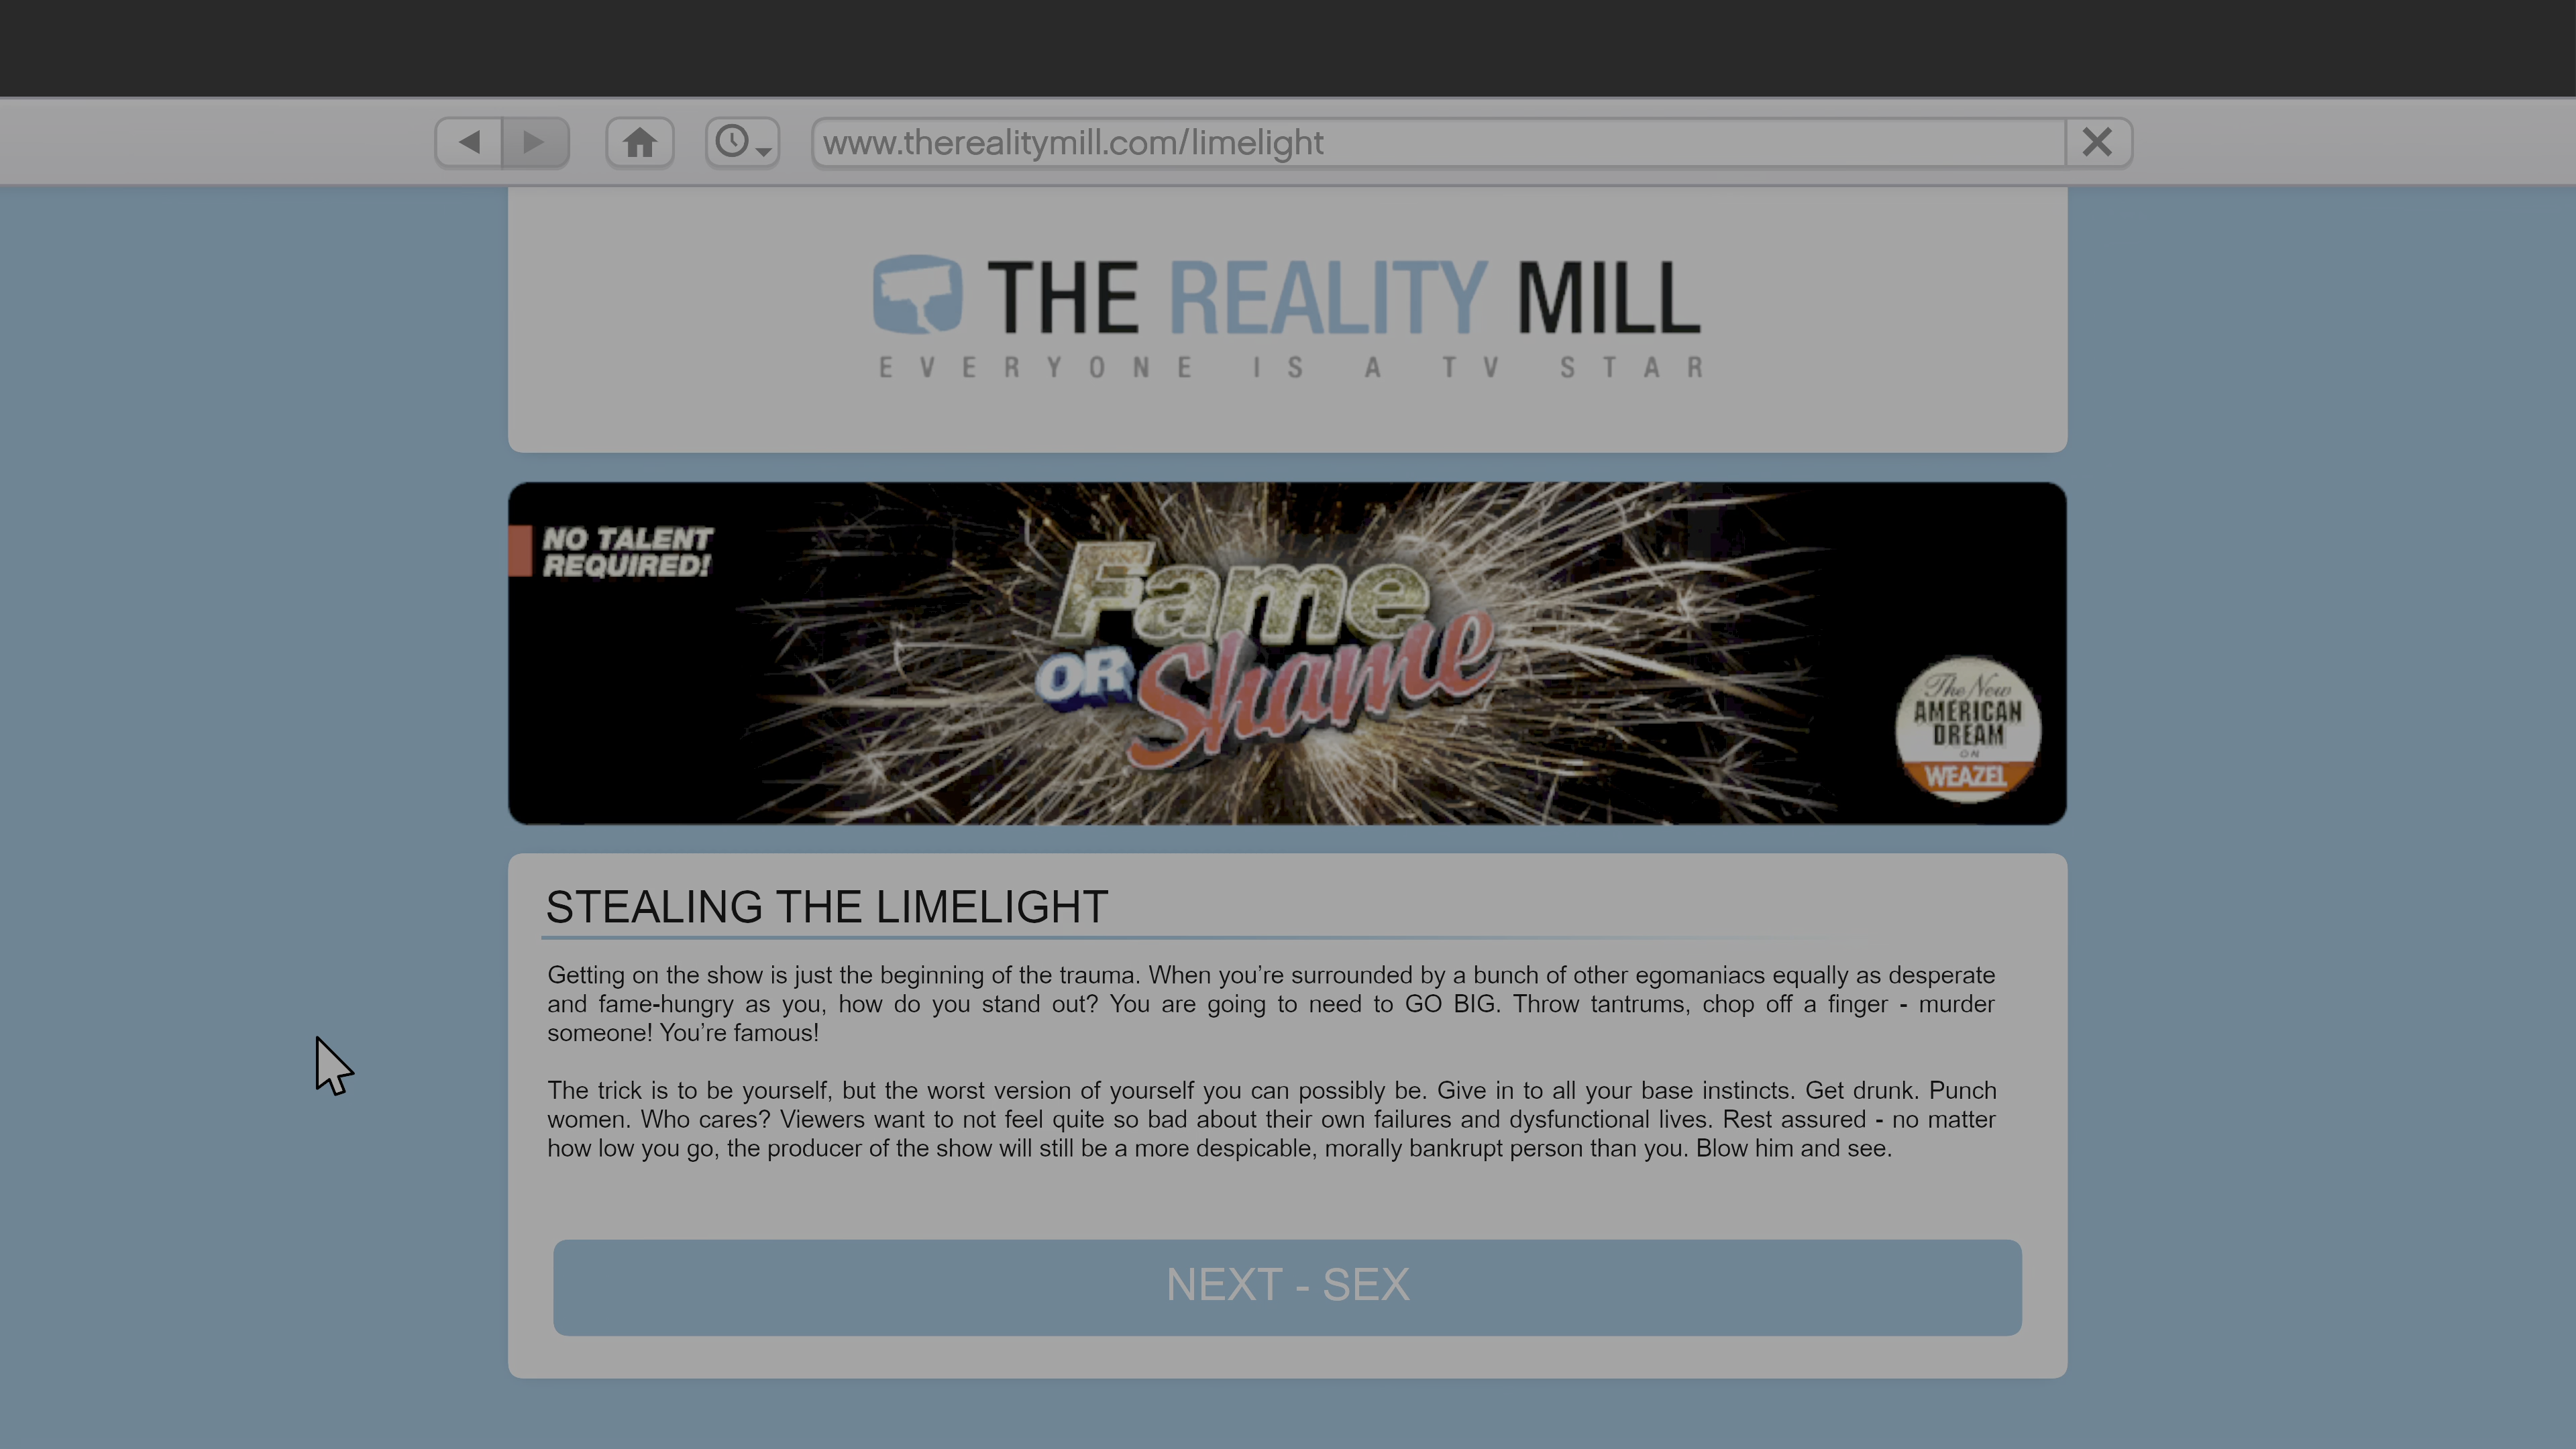 www.therealitymill.com/limelight
THE REALITY MILL
EVERYONE IS A TV STAR
NO TALENT
REQUIRED!
Fame
OR Shame
The New
AMERICAN
DREAM
ON
WEAZEL
STEALING THE LIMELIGHT
Getting on the show is just the beginning of the trauma. When you’re surrounded by a bunch of other egomaniacs equally as desperate
and fame-hungry as you, how do you stand out? You are going to need to GO BIG. Throw tantrums, chop off a finger - murder
someone! You’re famous!
The trick is to be yourself, but the worst version of yourself you can possibly be. Give in to all your base instincts. Get drunk. Punch
women. Who cares? Viewers want to not feel quite so bad about their own failures and dysfunctional lives. Rest assured - no matter
how low you go, the producer of the show will still be a more despicable, morally bankrupt person than you. Blow him and see.
NEXT - SEX